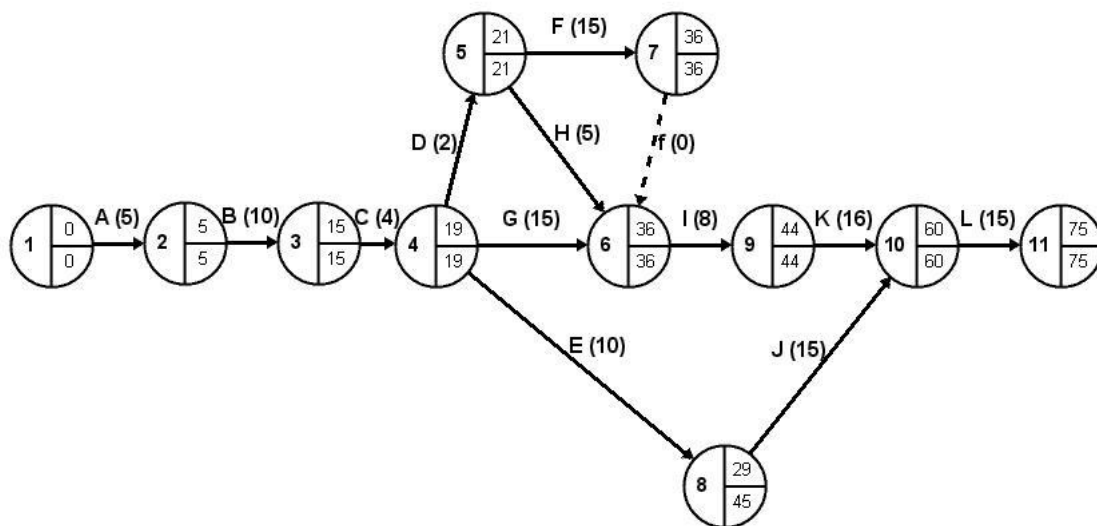 F (15)
5
21
21
7
36
36
D (2)
H (5)
f (0)
A (5)
B (10)
C (4)
G (15)
I (8)
K (16)
L (15)
1
0
0
2
5
5
3
15
15
4
19
19
6
36
36
9
44
44
10
60
60
11
75
75
E (10)
J (15)
8
29
45